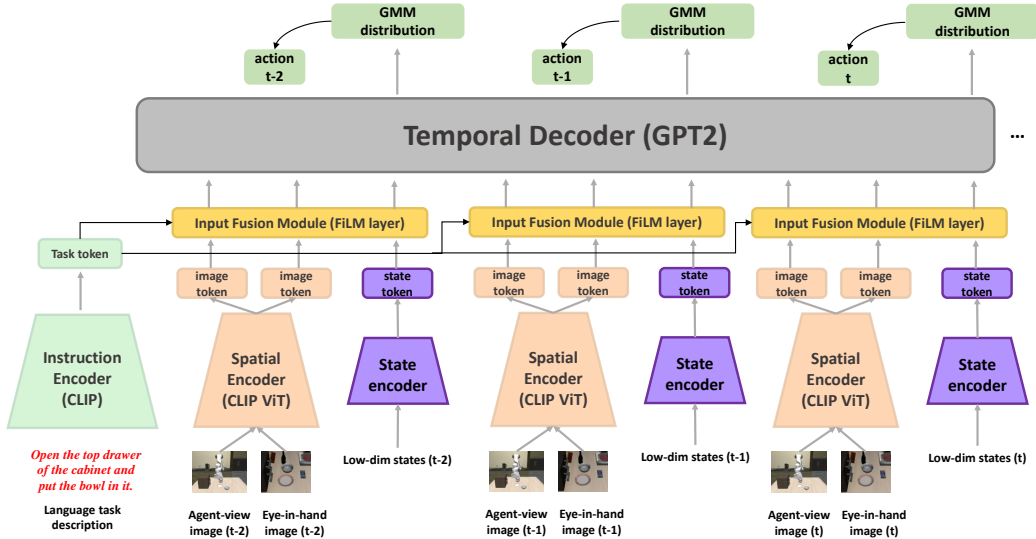 GMM
distribution
GMM
distribution
GMM
distribution
action
t-2
action
t-1
action
t
Temporal Decoder (GPT2)
...
Input Fusion Module (FiLM layer)
Input Fusion Module (FiLM layer)
Input Fusion Module (FiLM layer)
Task token
image
token
image
token
state
token
image
token
image
token
state
token
image
token
image
token
state
token
Instruction
Encoder
(CLIP)
Spatial
Encoder
(CLIP ViT)
State
encoder
Spatial
Encoder
(CLIP ViT)
State
encoder
Spatial
Encoder
(CLIP ViT)
State
encoder
Open the top drawer
of the cabinet and
put the bowl in it.
Language task
description
Low-dim states (t-2)
Low-dim states (t-1)
Low-dim states (t)
Agent-view
image (t-2)
Eye-in-hand
image (t-2)
Agent-view
image (t-1)
Eye-in-hand
image (t-1)
Agent-view
image (t)
Eye-in-hand
image (t)